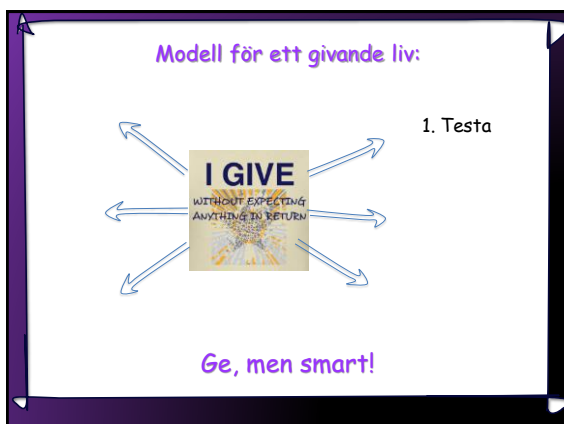 Modell för ett givande liv:
1. Testa
I GIVE
WITHOUT EXPECTING
ANYTHING IN RETURN
Ge, men smart!